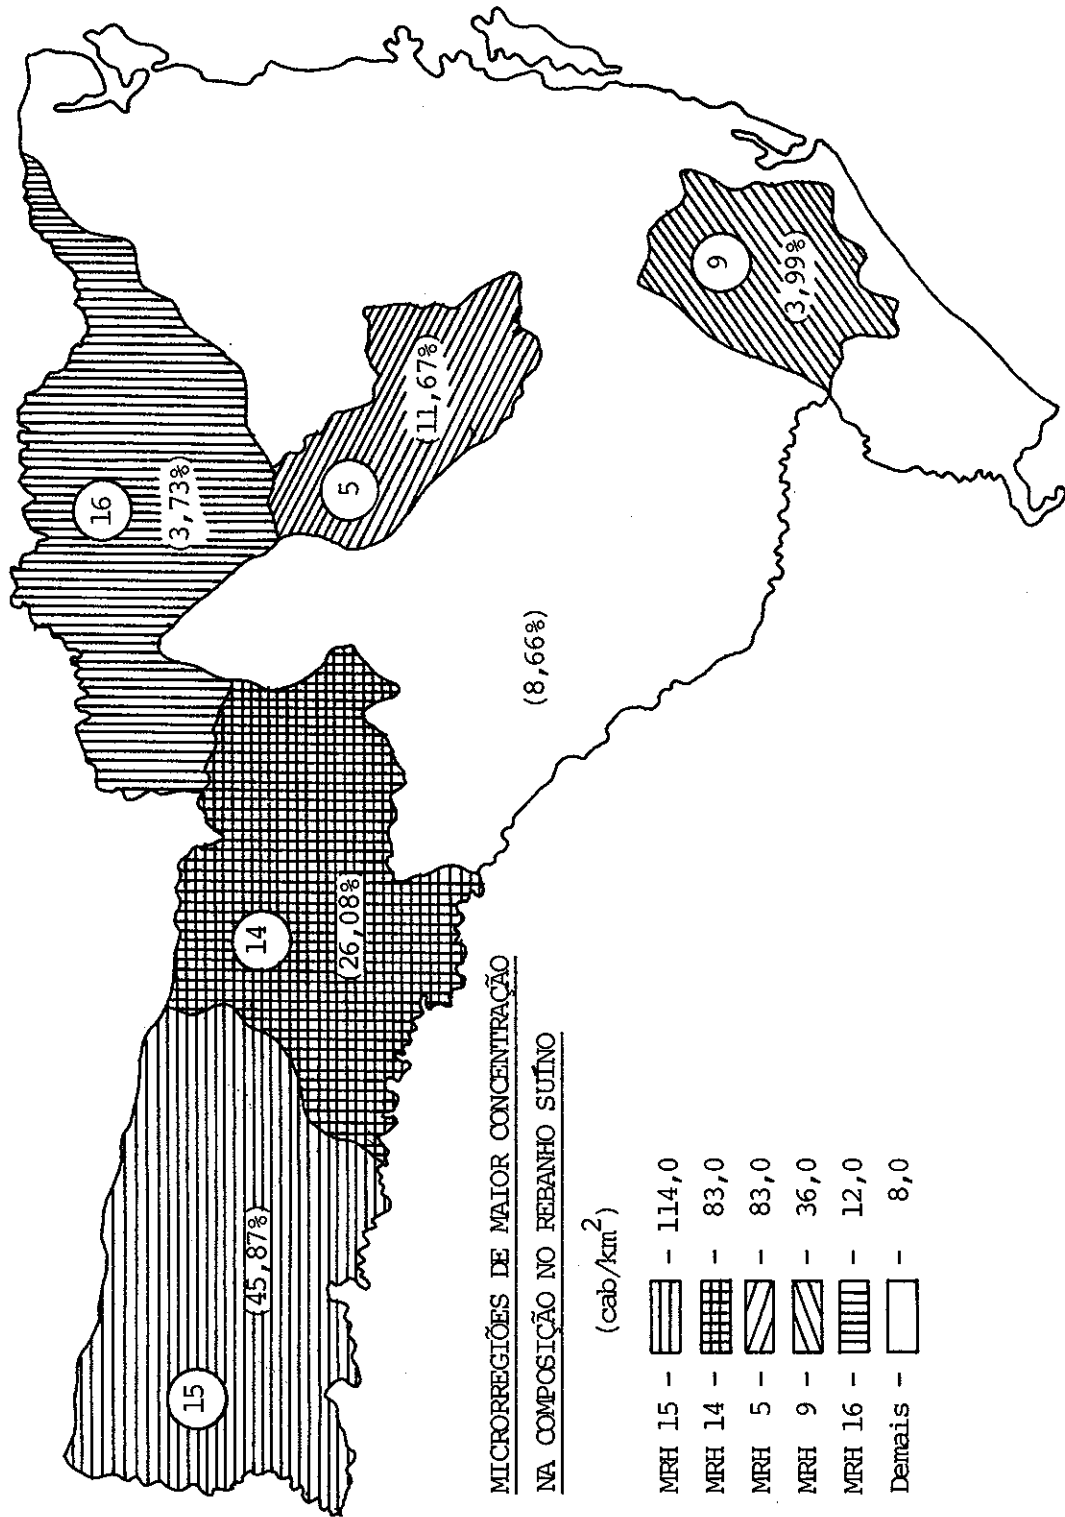 16
(3,73%
5
(11,67%
9
(3,99%
(8,66%)
14
(26,08%
15
(45,87%
MICRORREGIÕES DE MAIOR CONCENTRAÇÃO
NA COMPOSIÇÃO NO REBANHO SUÍNO
(cab/km²)
MRH 15 - - 114,0
MRH 14 - - 83,0
MRH 5 - - 83,0
MRH 9 - - 36,0
MRH 16 - - 12,0
Demais - - 8,0